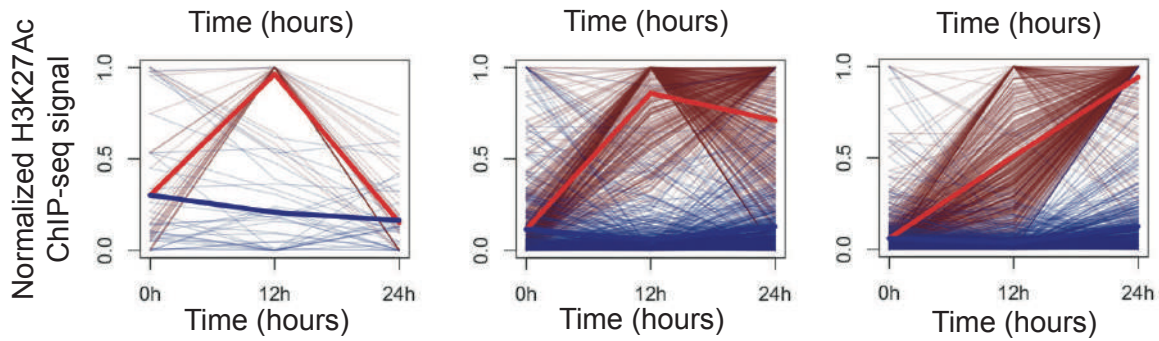 Time (hours) Time (hours) Time (hours)
Normalized H3K27Ac
ChIP-seq signal
1.0 1.0 1.0
0.5 0.5 0.5
0.0 0.0 0.0
0h 12h 24h 0h 12h 24h 0h 12h 24h
Time (hours) Time (hours) Time (hours)